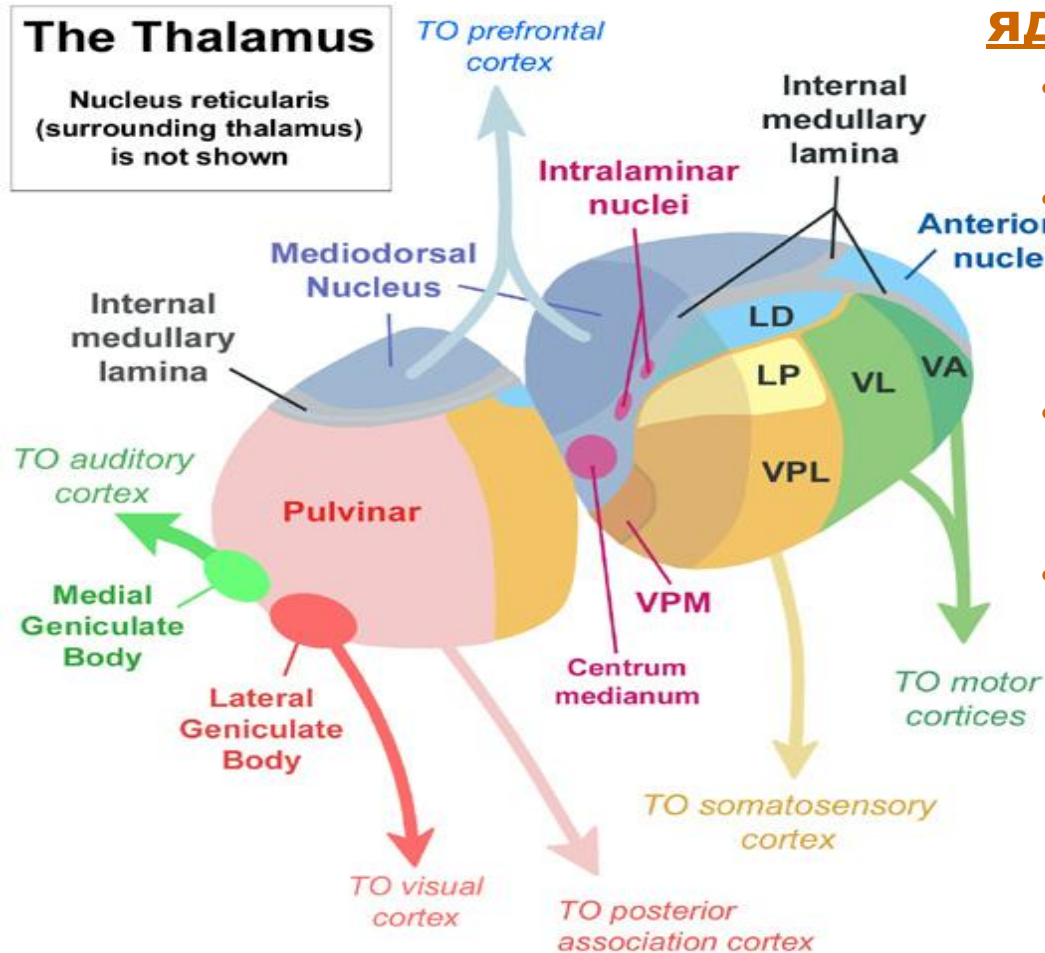 The Thalamus
Nucleus reticularis
(surrounding thalamus)
is not shown
TO prefrontal
cortex
Internal
medullary
lamina
Intralaminar
nuclei
Mediodorsal
Nucleus
Internal
medullary
lamina
LD
LP
VL
VA
VPL
TO auditory
cortex
Pulvinar
Medial
Geniculate
Body
VPM
Centrum
medianum
Lateral
Geniculate
Body
TO motor
cortices
TO somatosensory
cortex
TO visual
cortex
TO posterior
association cortex